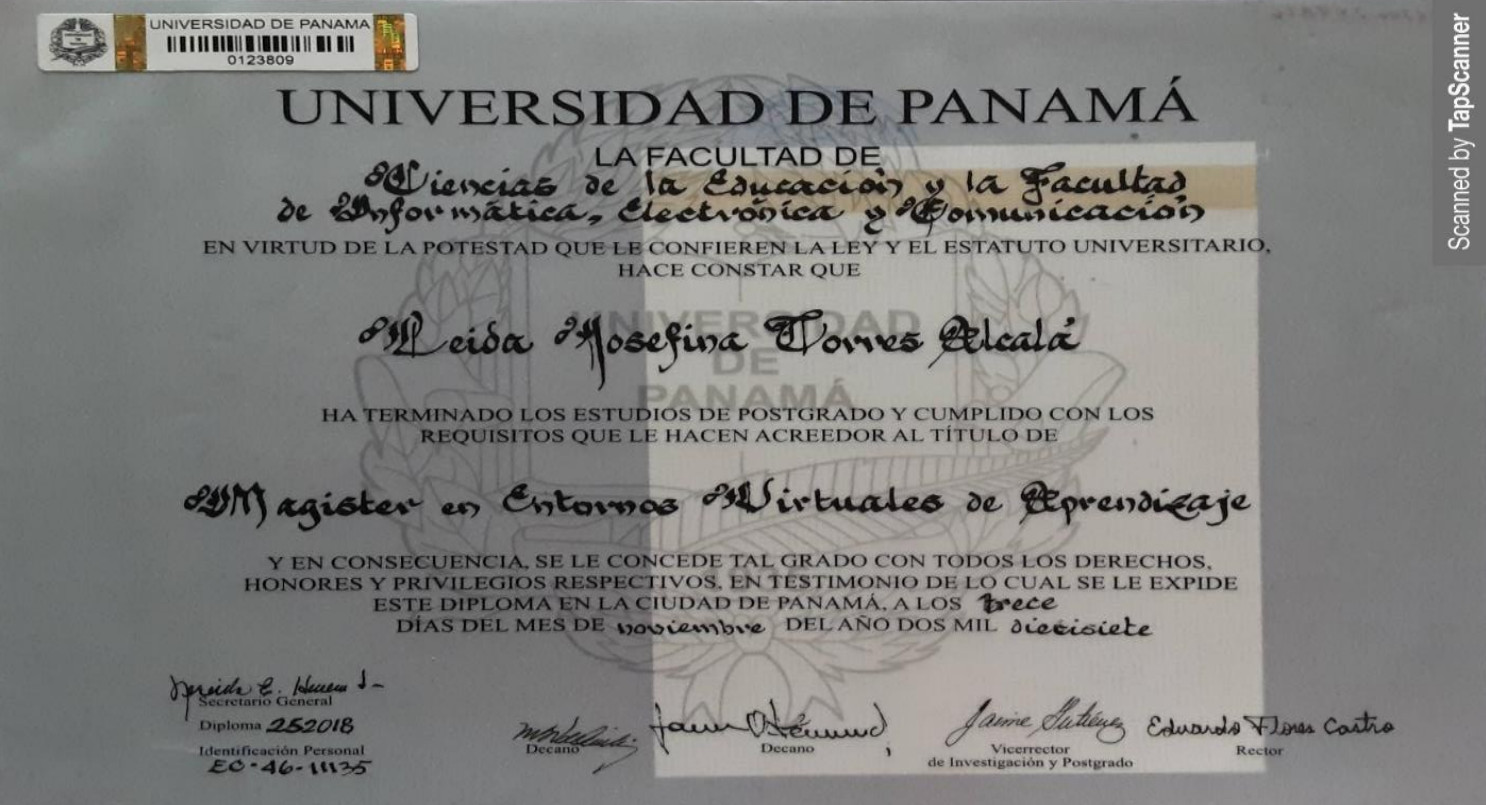 UNIVERSIDAD DE PANAMA
0123809
Scanned by TapScanner
UNIVERSIDAD DE PANAMÁ
LA FACULTAD DE
Ciencias de la Educación y la Facultad
de Informática, Electrónica y Comunicación
EN VIRTUD DE LA POTESTAD QUE LE CONFIEREN LA LEY Y EL ESTATUTO UNIVERSITARIO,
HACE CONSTAR QUE
UNIVERSIDAD
DE
PANAMÁ
Leida Josefina Torres Alcalá
HA TERMINADO LOS ESTUDIOS DE POSTGRADO Y CUMPLIDO CON LOS
REQUISITOS QUE LE HACEN ACREEDOR AL TÍTULO DE
Magister en Entornos Virtuales de Aprendizaje
Y EN CONSECUENCIA, SE LE CONCEDE TAL GRADO CON TODOS LOS DERECHOS,
HONORES Y PRIVILEGIOS RESPECTIVOS. EN TESTIMONIO DE LO CUAL SE LE EXPIDE
ESTE DIPLOMA EN LA CIUDAD DE PANAMÁ, A LOS trece
DÍAS DEL MES DE noviembre DEL AÑO DOS MIL diecisiete
Secretario General
Diploma 252018
Identificación Personal
EC-46-11135
Decano
Decano
Jaime Gutiérrez
Vicerrector
de Investigación y Postgrado
Eduardo Flores Castro
Rector